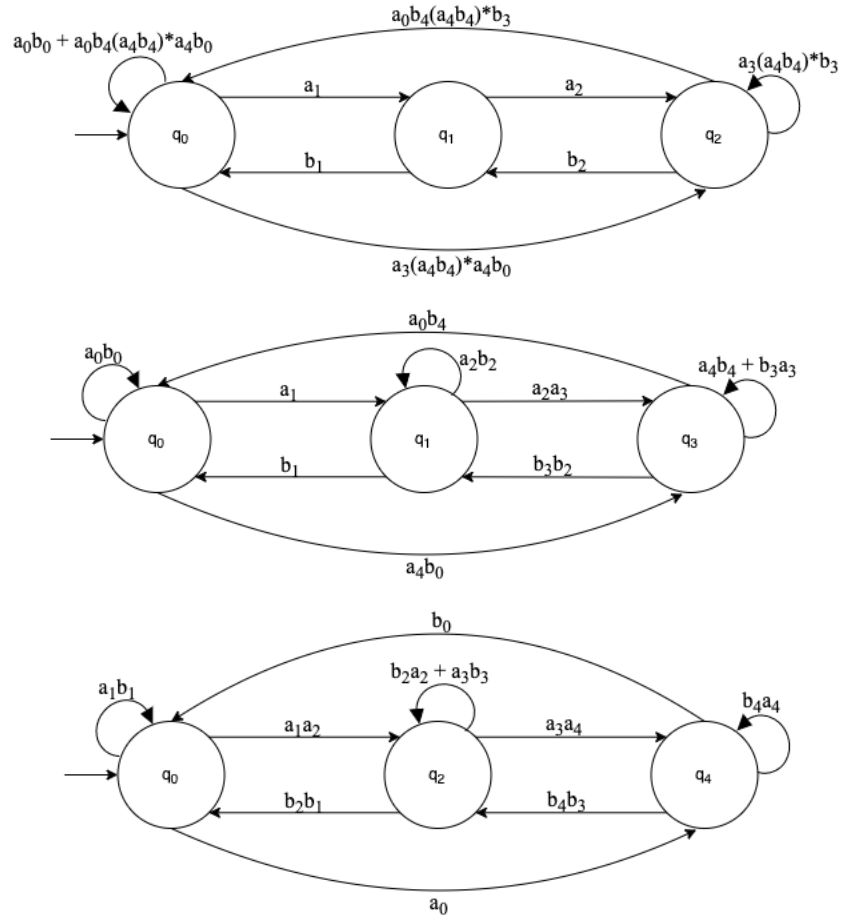 a₀b₄(a₄b₄)*b₃
a₀b₀ + a₀b₄(a₄b₄)*a₄b₀
a₃(a₄b₄)*b₃
a₁
a₂
q₀
q₁
q₂
b₁
b₂
a₃(a₄b₄)*a₄b₀
a₀b₄
a₀b₀
a₂b₂
a₄b₄ + b₃a₃
a₁
a₂a₃
q₀
q₁
q₃
b₁
b₃b₂
a₄b₀
b₀
a₁b₁
b₂a₂ + a₃b₃
b₄a₄
a₁a₂
a₃a₄
q₀
q₂
q₄
b₂b₁
b₄b₃
a₀